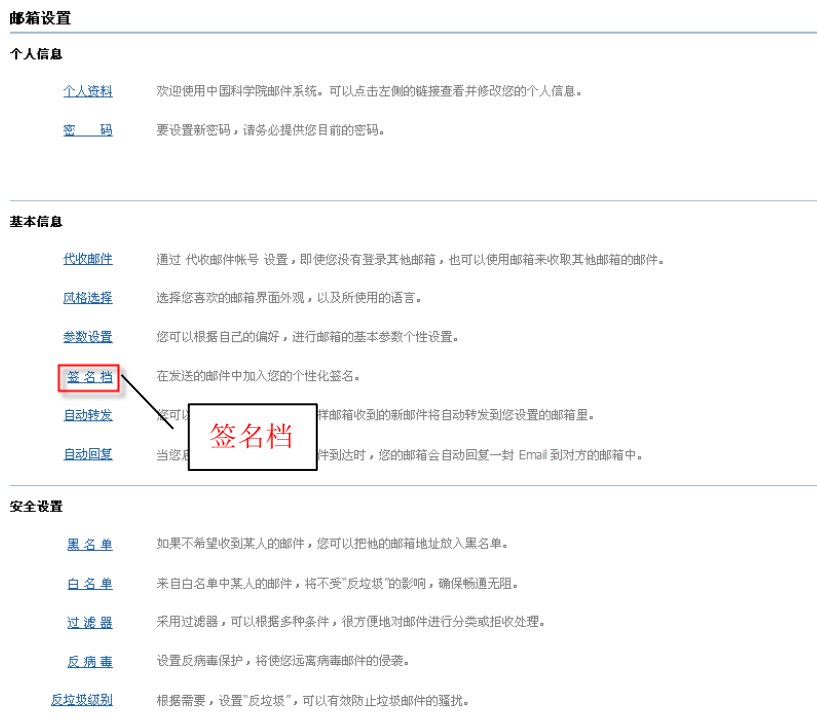 邮箱设置
个人信息
个人资料 欢迎使用中国科学院邮件系统。可以点击左侧的链接查看并修改您的个人信息。
密 码 要设置新密码，请务必提供您目前的密码。
基本信息
代收邮件 通过 代收邮件帐号 设置，即使您没有登录其他邮箱，也可以使用邮箱来收取其他邮箱的邮件。
风格选择 选择您喜欢的邮箱界面外观，以及所使用的语言。
参数设置 您可以根据自己的偏好，进行邮箱的基本参数个性设置。
签 名 档 在发送的邮件中加入您的个性化签名。
自动转发 您可以 样邮箱收到的新邮件将自动转发到您设置的邮箱里。
签名档
自动回复 当您 件到达时，您的邮箱会自动回复一封 Email 到对方的邮箱中。
安全设置
黑 名 单 如果不希望收到某人的邮件，您可以把他的邮箱地址放入黑名单。
白 名 单 来自白名单中某人的邮件，将不受“反垃圾”的影响，确保畅通无阻。
过 滤 器 采用过滤器，可以根据多种条件，很方便地对邮件进行分类或拒收处理。
反 病 毒 设置反病毒保护，将使您远离病毒邮件的侵袭。
反垃圾级别 根据需要，设置“反垃圾”，可以有效防止垃圾邮件的骚扰。